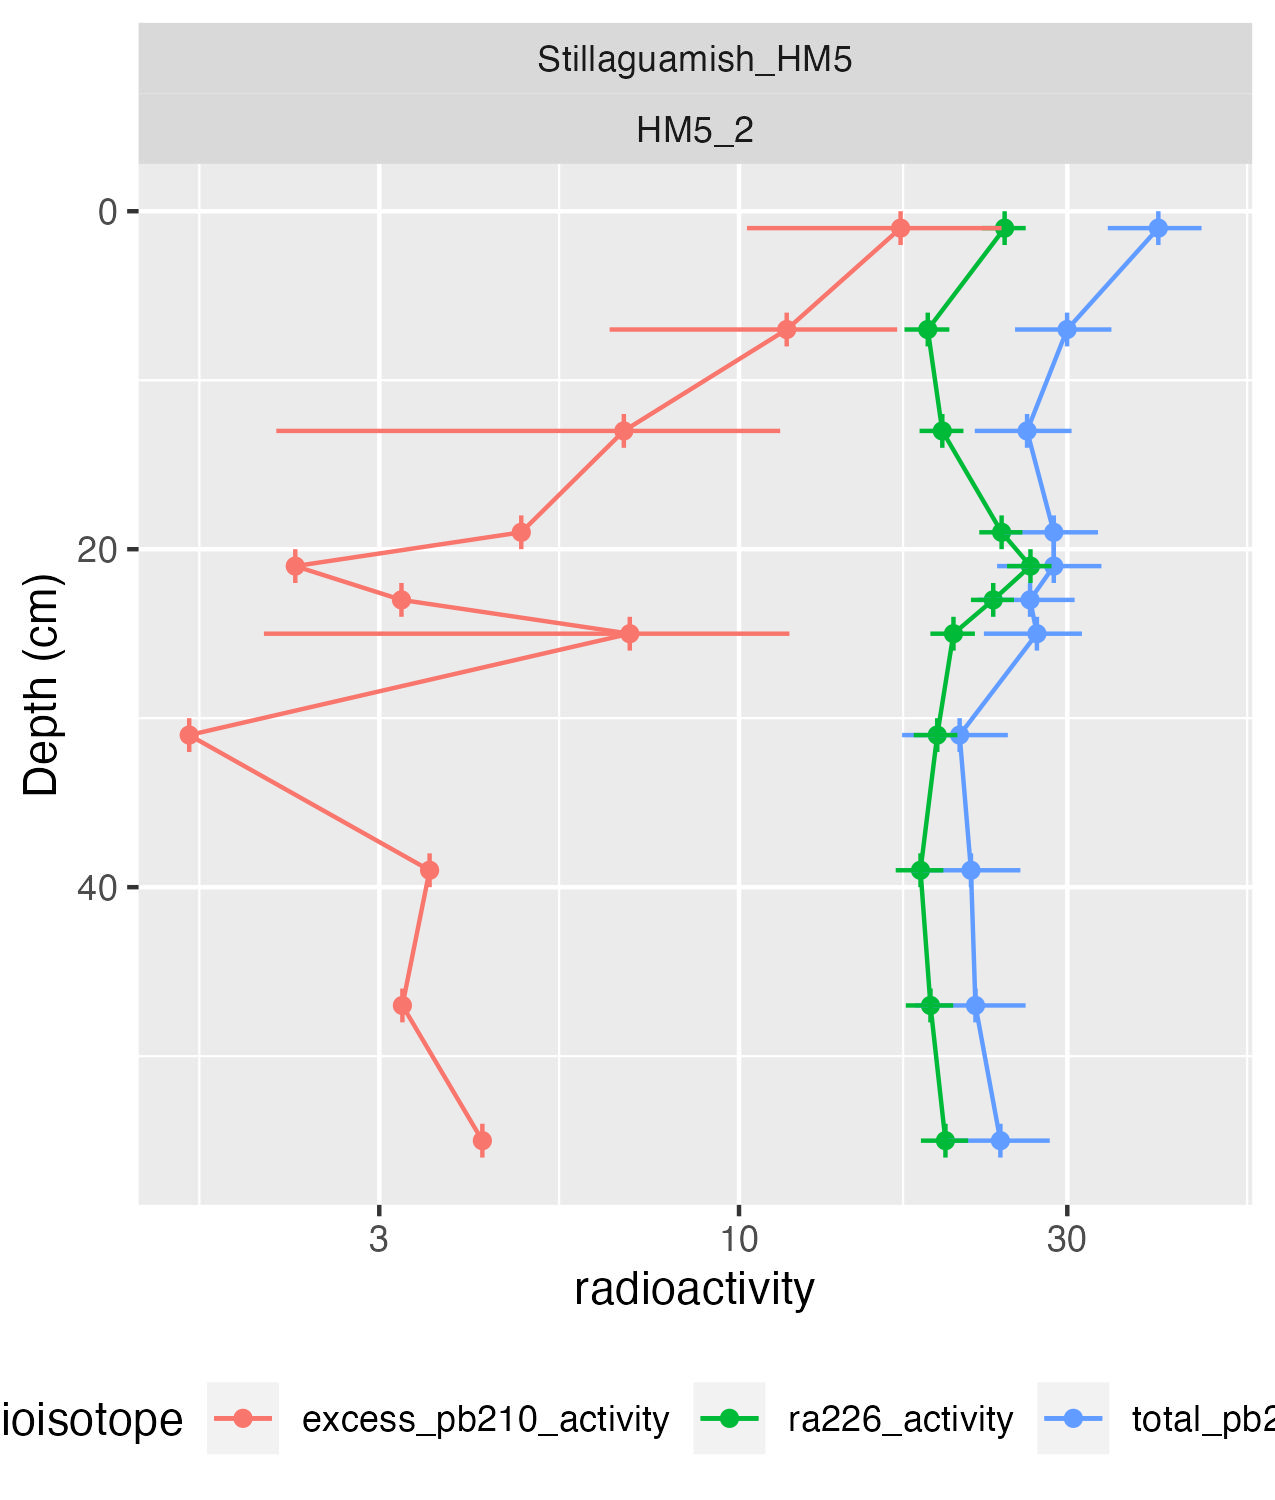 Stillaguamish_HM5
HM5_2
0
20
40
Depth (cm)
3 10 30
radioactivity
ioisotope excess_pb210_activity ra226_activity total_pb2